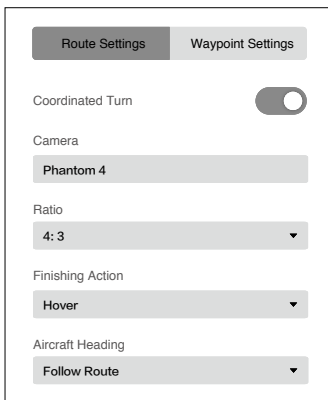 Route Settings Waypoint Settings
Coordinated Turn
Camera
Phantom 4
Ratio
4: 3
Finishing Action
Hover
Aircraft Heading
Follow Route